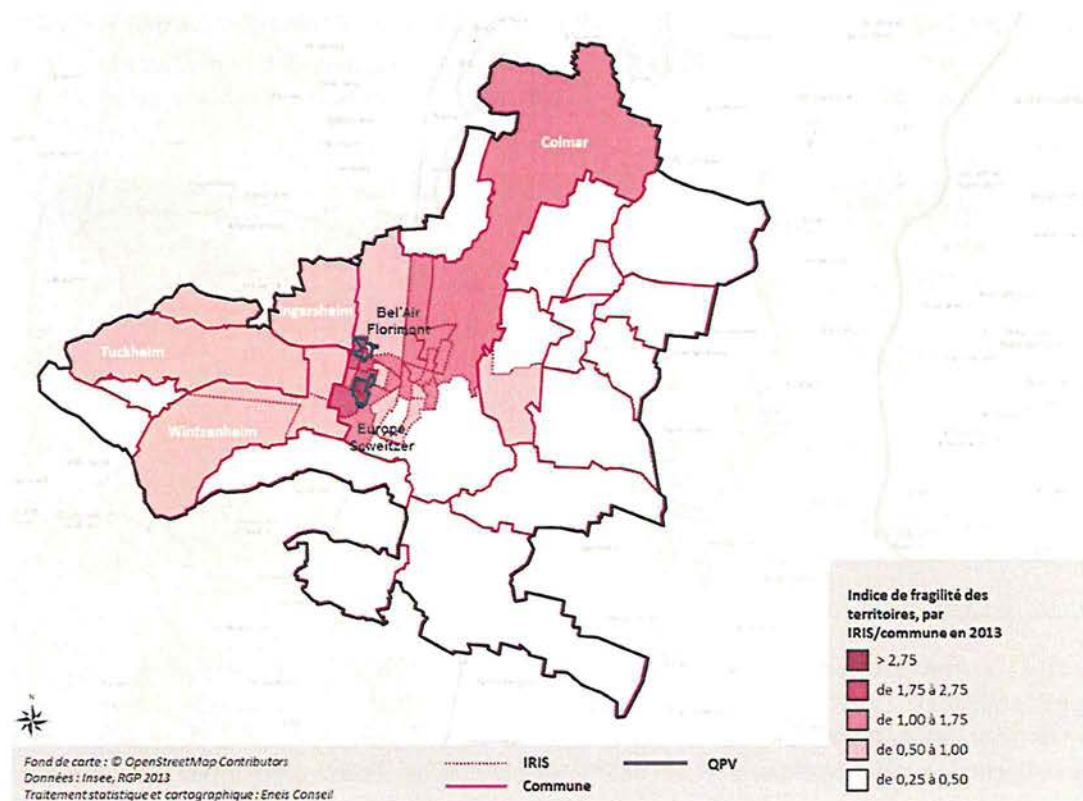 Colmar
Ingersheim
Bel'Air
Florimont
Tuckheim
Wintzenheim
Europe
Scweitzer
Indice de fragilité des
territoires, par
IRIS/commune en 2013
> 2,75
de 1,75 à 2,75
de 1,00 à 1,75
de 0,50 à 1,00
de 0,25 à 0,50
N
Fond de carte : © OpenStreetMap Contributors
Données : Insee, RGP 2013
Traitement statistique et cartographique : Eneis Conseil
IRIS
QPV
Commune